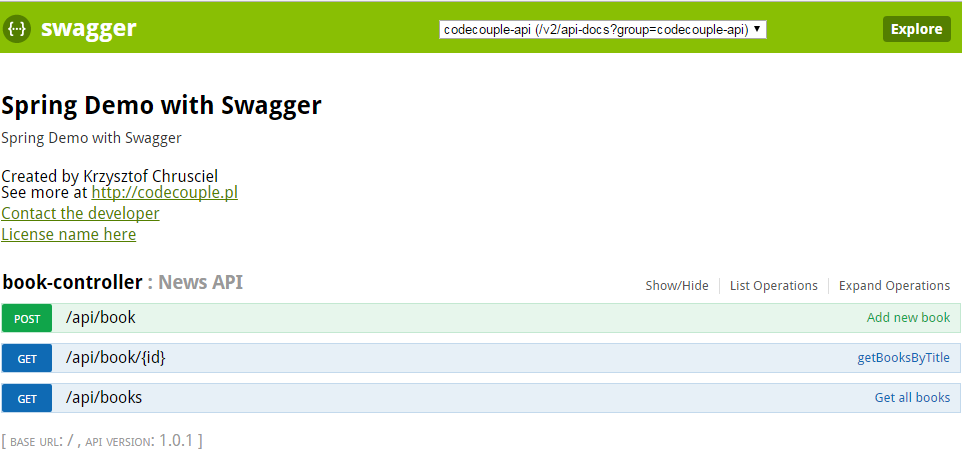 {··} swagger codecouple-api (/v2/api-docs?group=codecouple-api) ▼ Explore
Spring Demo with Swagger
Spring Demo with Swagger
Created by Krzysztof Chrusciel
See more at http://codecouple.pl
Contact the developer
License name here
book-controller : News API Show/Hide List Operations Expand Operations
POST /api/book Add new book
GET /api/book/{id} getBooksByTitle
GET /api/books Get all books
[ BASE URL: / , API VERSION: 1.0.1 ]